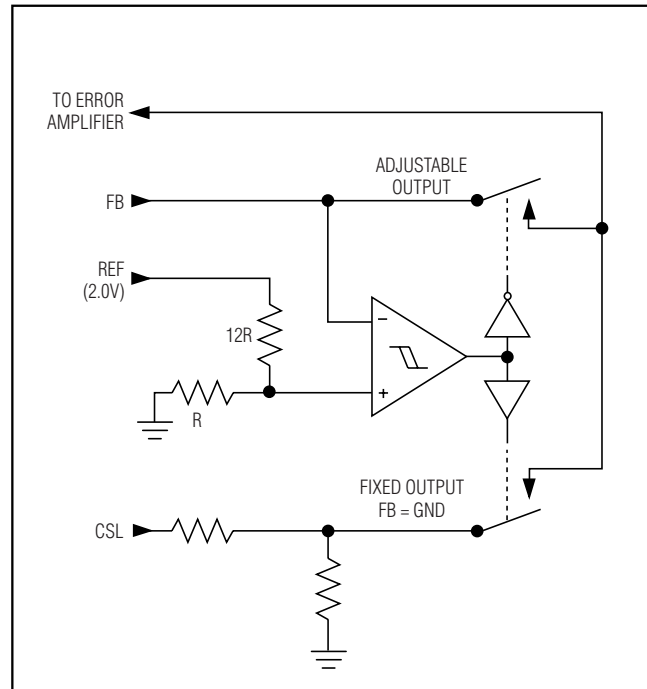 TO ERROR
AMPLIFIER
ADJUSTABLE
OUTPUT
FB
REF
(2.0V)
12R
−
+
R
FIXED OUTPUT
FB = GND
CSL